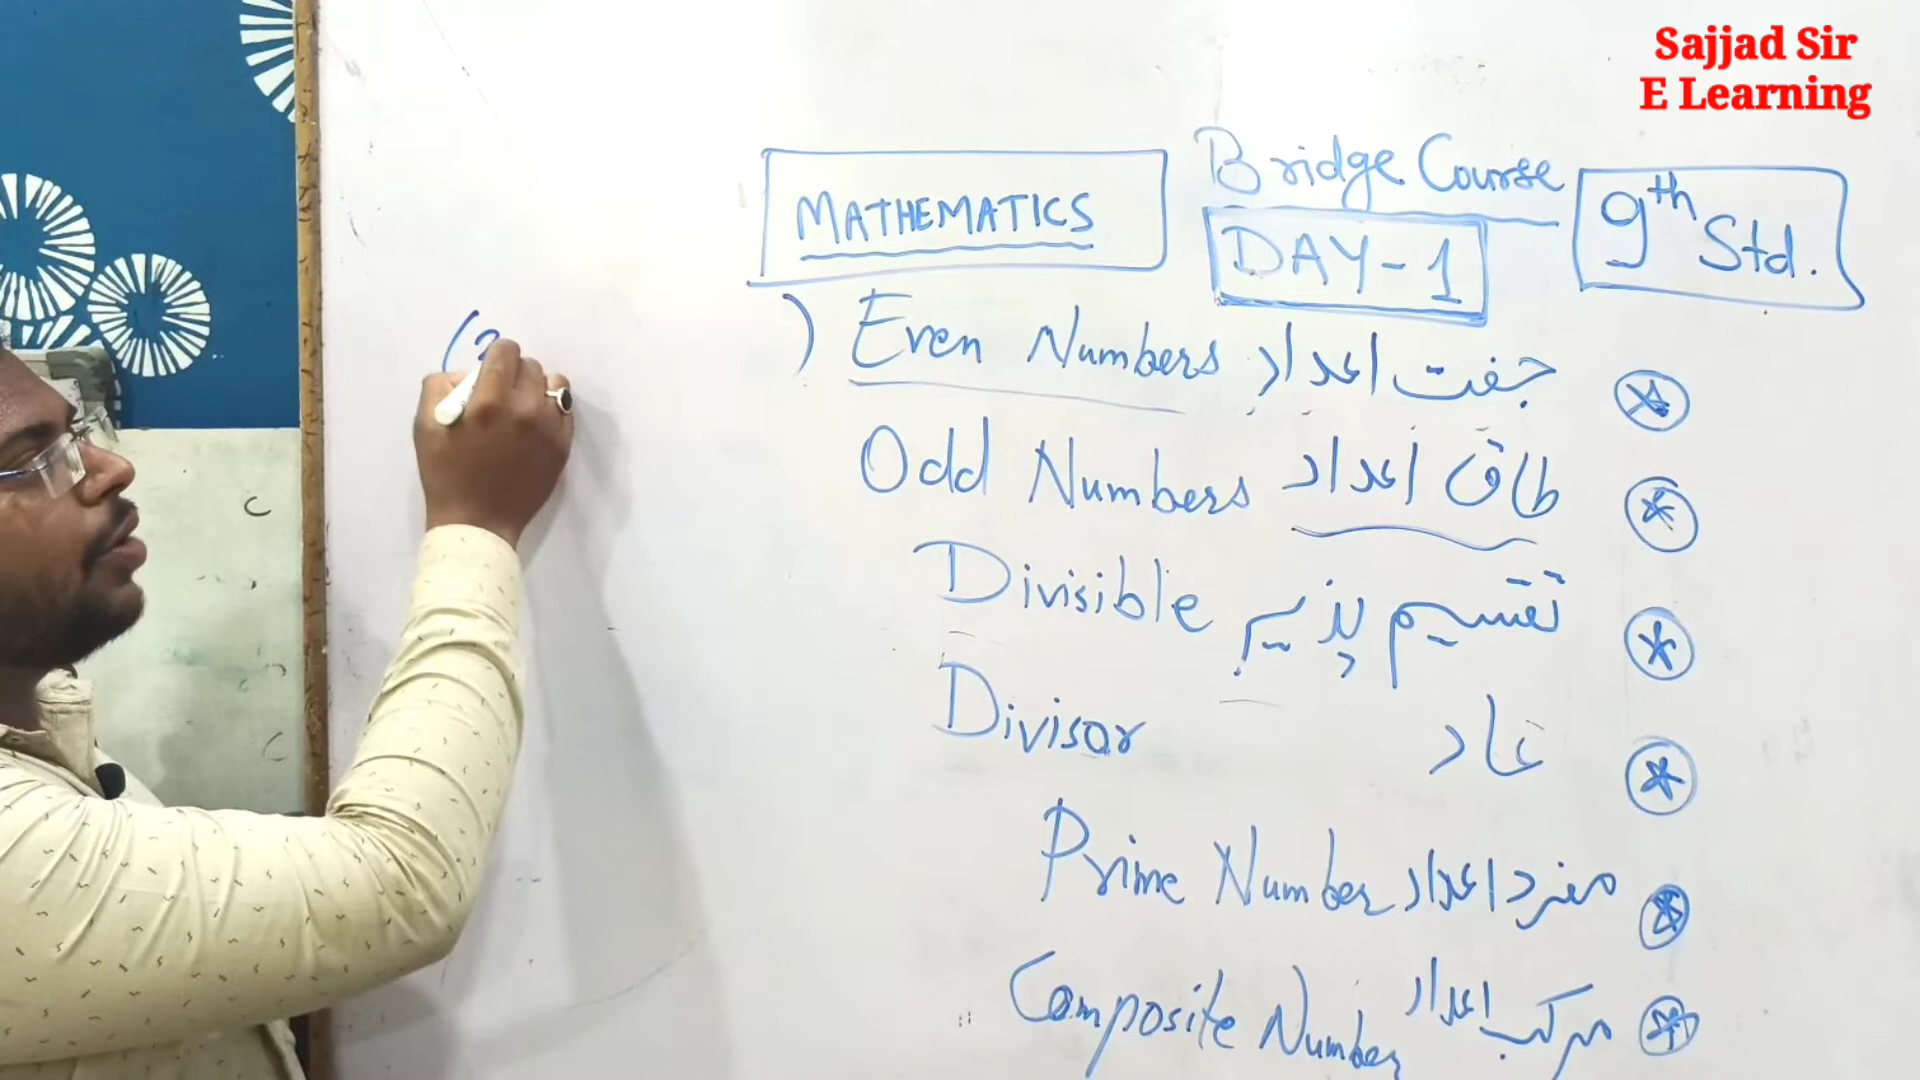 Sajjad Sir
E Learning
MATHEMATICS
Bridge Course
DAY-1
9th Std.
(2 ) Even Numbers جفت اعداد
Odd Numbers طاق اعداد
Divisible تقسیم پذیر
Divisor عاد
Prime Number مفرد اعداد
Composite Number مرکب اعداد